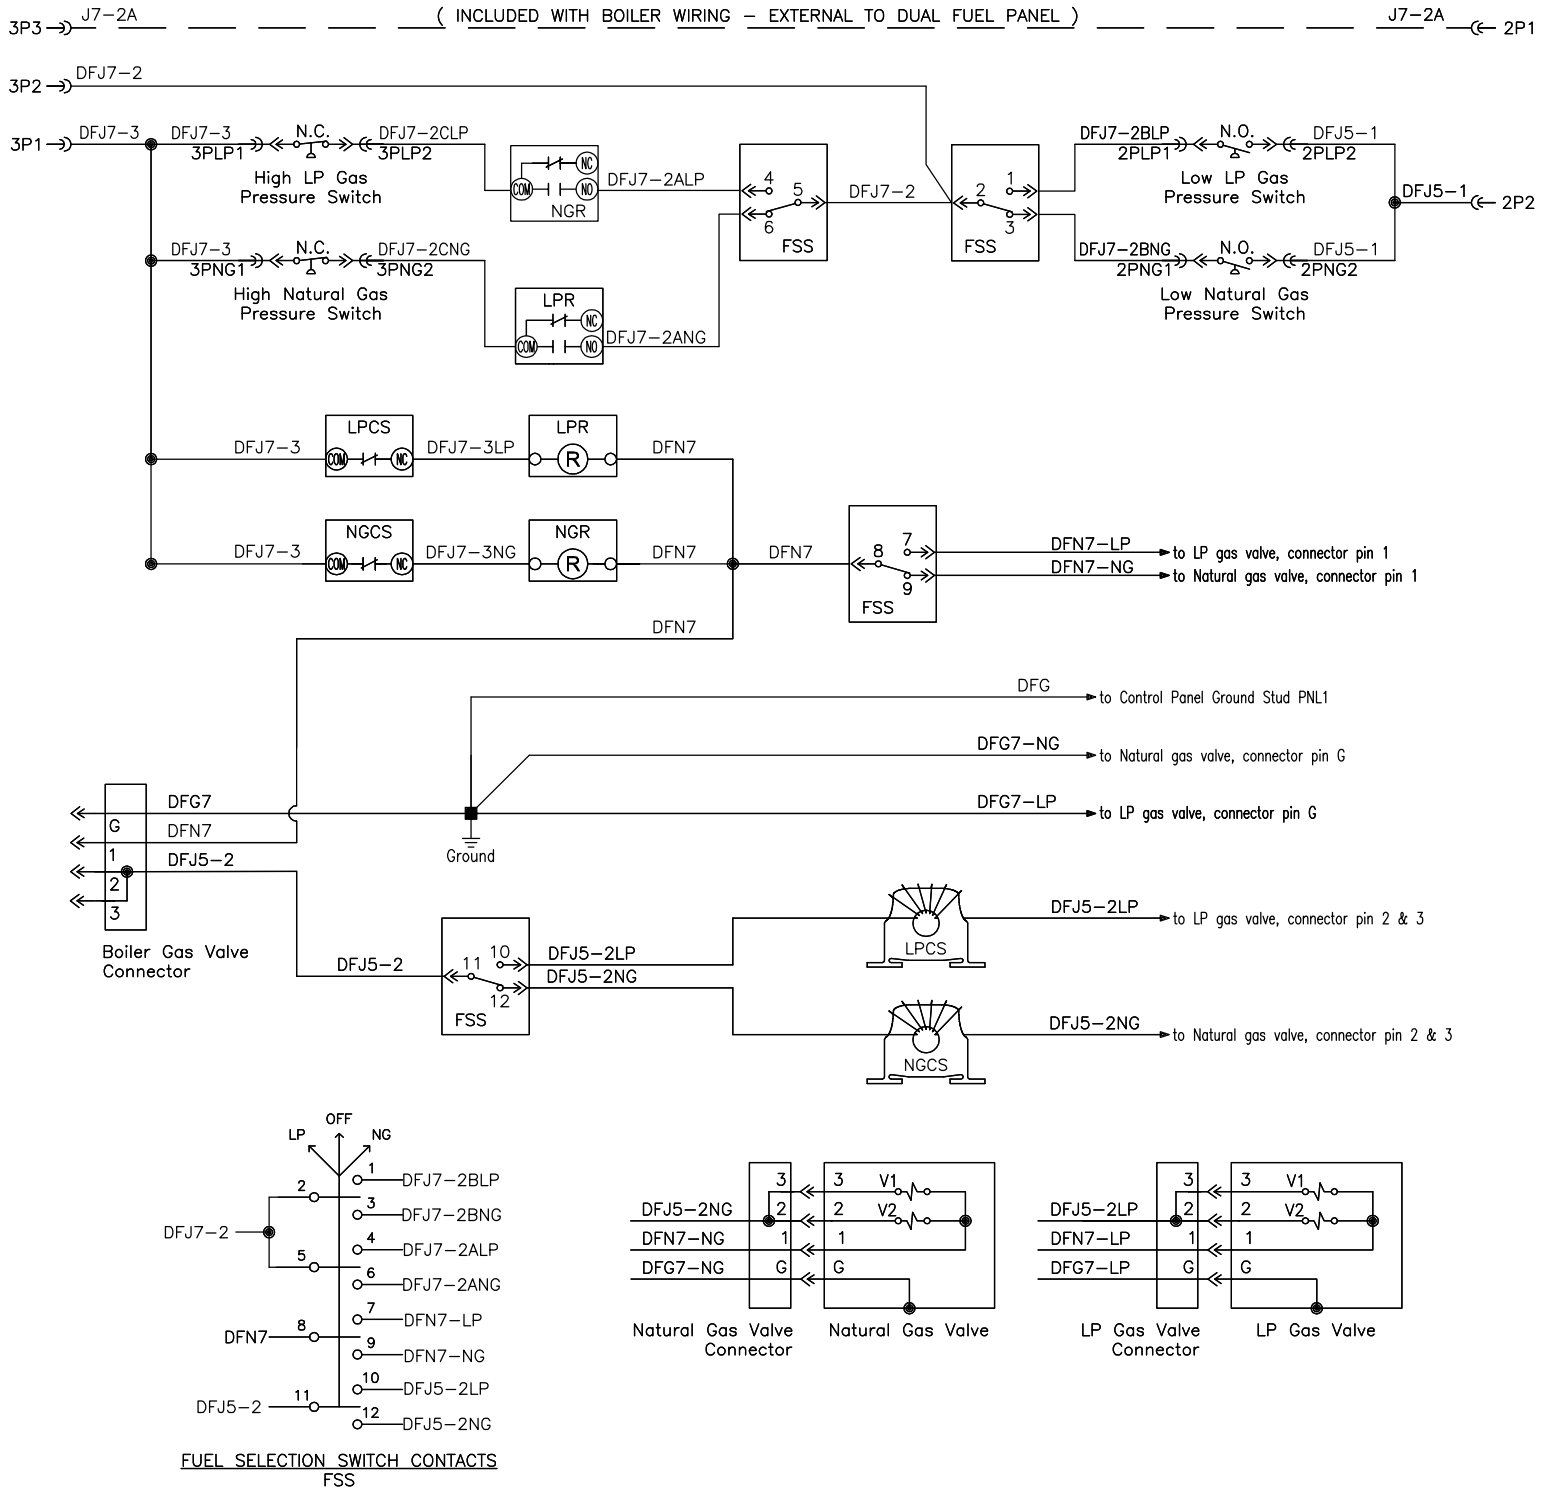 J7-2A ( INCLUDED WITH BOILER WIRING - EXTERNAL TO DUAL FUEL PANEL ) J7-2A
3P3 2P1
3P2 DFJ7-2
3P1 DFJ7-3 DFJ7-3 N.C. DFJ7-2CLP
3PLP1 3PLP2
High LP Gas
Pressure Switch
COM NC NO
NGR
DFJ7-2ALP
4 5 6
FSS
DFJ7-2
1 2 3
FSS
DFJ7-2BLP N.O. DFJ5-1
2PLP1 2PLP2
Low LP Gas
Pressure Switch
DFJ5-1 2P2
DFJ7-3 N.C. DFJ7-2CNG
3PNG1 3PNG2
High Natural Gas
Pressure Switch
LPR
COM NC NO
DFJ7-2ANG
DFJ7-2BNG N.O. DFJ5-1
2PNG1 2PNG2
Low Natural Gas
Pressure Switch
LPCS LPR
DFJ7-3 COM NC DFJ7-3LP R DFN7
NGCS NGR
DFJ7-3 COM NC DFJ7-3NG R DFN7 DFN7
7 8 9
FSS
DFN7-LP to LP gas valve, connector pin 1
DFN7-NG to Natural gas valve, connector pin 1
DFN7
DFG to Control Panel Ground Stud PNL1
DFG7-NG to Natural gas valve, connector pin G
DFG7 DFG7-LP to LP gas valve, connector pin G
G
DFN7
1
DFJ5-2
2
3
Ground
Boiler Gas Valve
Connector
DFJ5-2
10 11 12
FSS
DFJ5-2LP
DFJ5-2NG
LPCS
DFJ5-2LP to LP gas valve, connector pin 2 & 3
NGCS
DFJ5-2NG to Natural gas valve, connector pin 2 & 3
OFF
LP NG
1 DFJ7-2BLP
2
3 DFJ7-2BNG
DFJ7-2
4 DFJ7-2ALP
5
6 DFJ7-2ANG
7 DFN7-LP
DFN7 8
9 DFN7-NG
10 DFJ5-2LP
DFJ5-2 11
12 DFJ5-2NG
FUEL SELECTION SWITCH CONTACTS
FSS
3 3 V1
DFJ5-2NG 2 2 V2
DFN7-NG 1 1
DFG7-NG G G
Natural Gas Valve
Connector
Natural Gas Valve
3 3 V1
DFJ5-2LP 2 2 V2
DFN7-LP 1 1
DFG7-LP G G
LP Gas Valve
Connector
LP Gas Valve